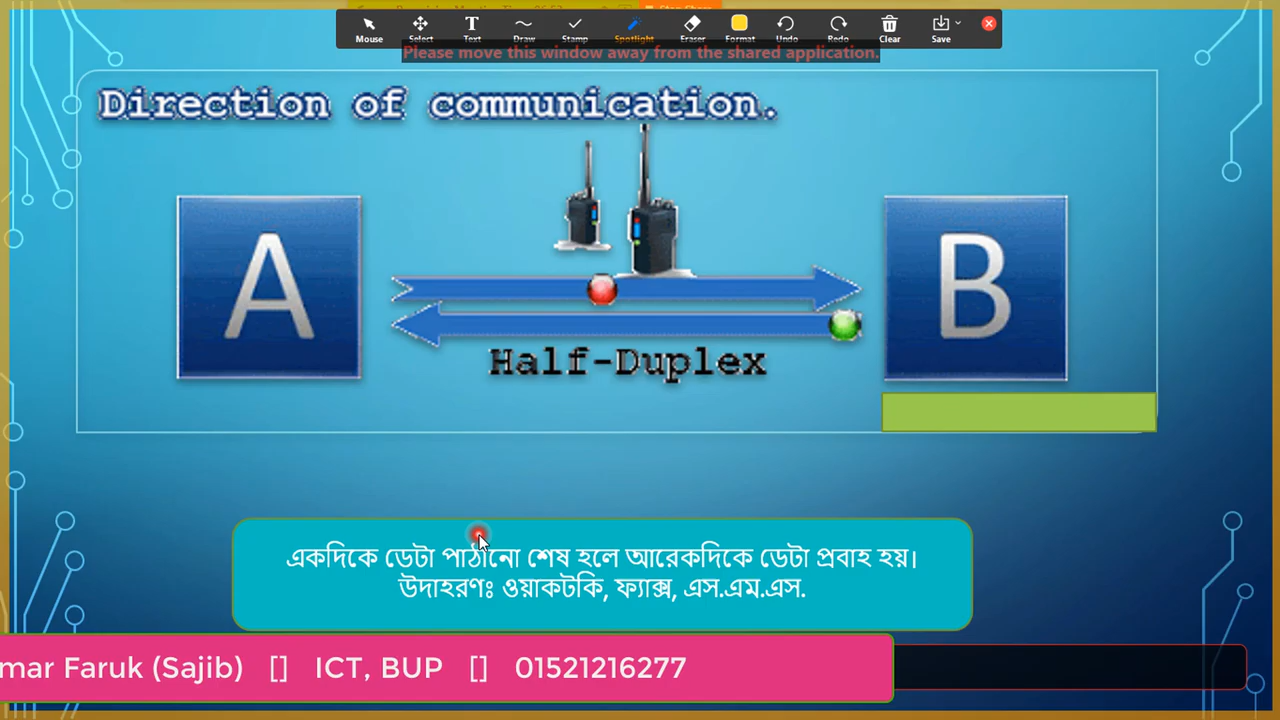 Mouse Select Text Draw Stamp Spotlight Eraser Format Undo Redo Clear Save
Please move this window away from the shared application.
Direction of communication.
A
B
Half-Duplex
একদিকে ডেটা পাঠানো শেষ হলে আরেকদিকে ডেটা প্রবাহ হয়।
উদাহরণঃ ওয়াকটকি, ফ্যাক্স, এস.এম.এস.
mar Faruk (Sajib) [] ICT, BUP [] 01521216277